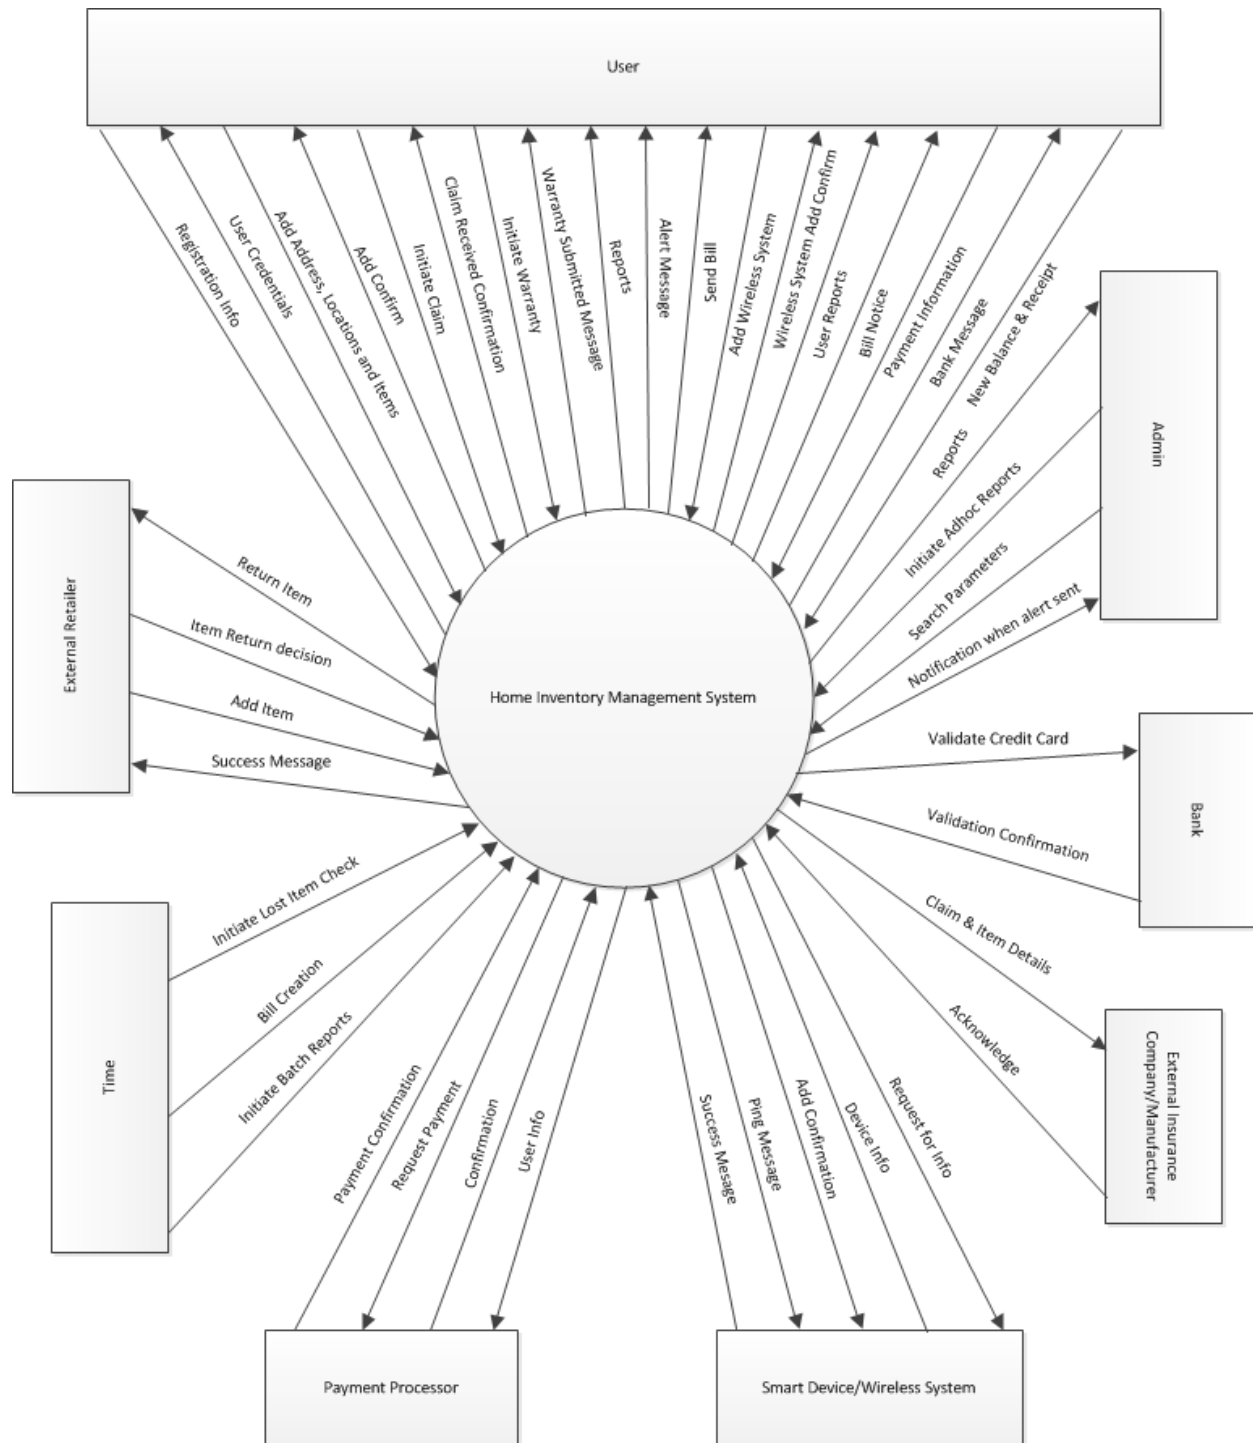 User
Registration Info
User Credentials
Add Address, Locations and Items
Add Confirm
Initiate Claim
Claim Received Confirmation
Initiate Warranty
Warranty Submitted Message
Reports
Alert Message
Send Bill
Add Wireless System
Wireless System Add Confirm
User Reports
Bill Notice
Payment Information
Bank Message
New Balance & Receipt
Reports
Initiate Adhoc Reports
Search Parameters
Notification when alert sent
Admin
External Retailer
Return Item
Item Return decision
Add Item
Success Message
Home Inventory Management System
Validate Credit Card
Validation Confirmation
Bank
Claim & Item Details
Acknowledge
External Insurance
Company/Manufacturer
Time
Initiate Lost Item Check
Bill Creation
Initiate Batch Reports
Payment Confirmation
Request Payment
Confirmation
User Info
Success Mesage
Ping Message
Add Confirmation
Device Info
Request for Info
Payment Processor
Smart Device/Wireless System